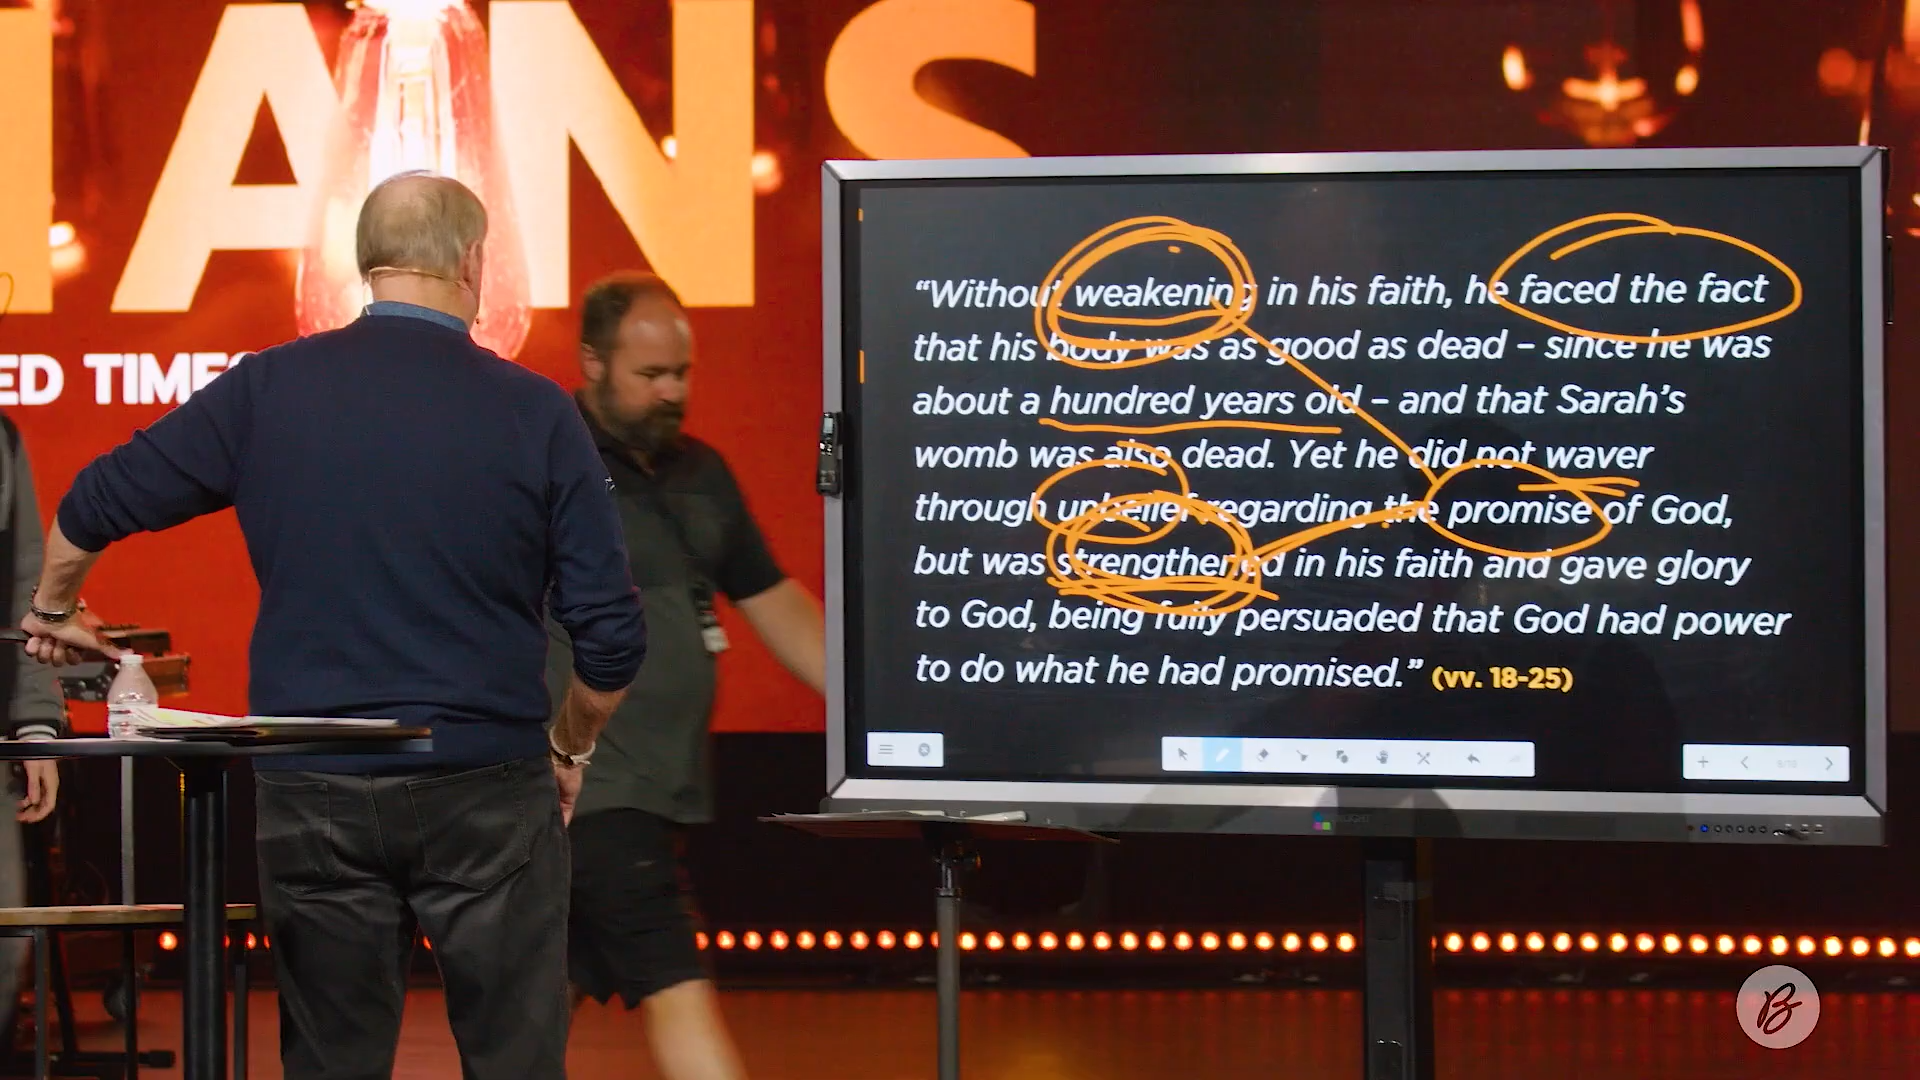 IANS
ED TIMES
“Without weakening in his faith, he faced the fact
that his body was as good as dead – since he was
about a hundred years old – and that Sarah’s
womb was also dead. Yet he did not waver
through unbelief regarding the promise of God,
but was strengthened in his faith and gave glory
to God, being fully persuaded that God had power
to do what he had promised.” (vv. 18-25)
B